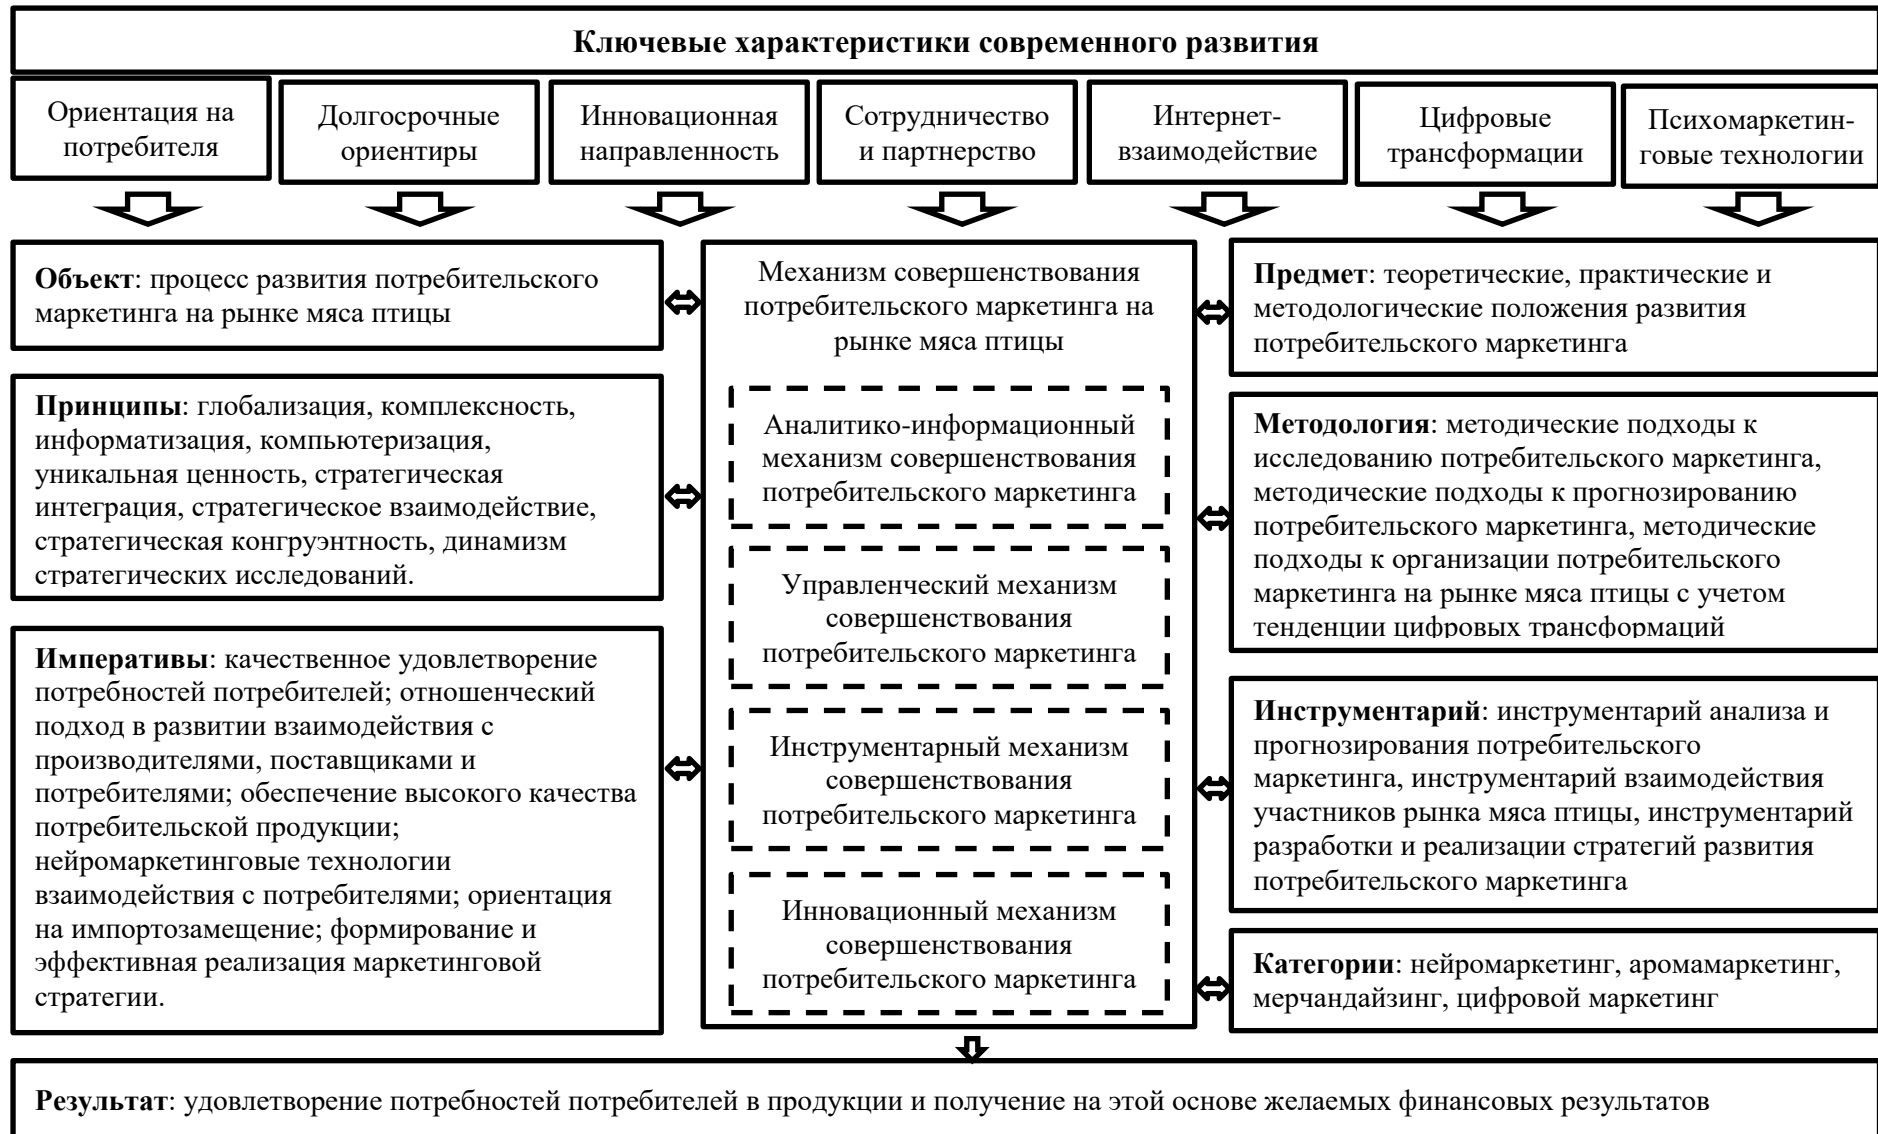 Ключевые характеристики современного развития
Ориентация на
потребителя
Долгосрочные
ориентиры
Инновационная
направленность
Сотрудничество
и партнерство
Интернет-
взаимодействие
Цифровые
трансформации
Психомаркетин-
говые технологии
Объект: процесс развития потребительского
маркетинга на рынке мяса птицы
Принципы: глобализация, комплексность,
информатизация, компьютеризация,
уникальная ценность, стратегическая
интеграция, стратегическое взаимодействие,
стратегическая конгруэнтность, динамизм
стратегических исследований.
Императивы: качественное удовлетворение
потребностей потребителей; отношенческий
подход в развитии взаимодействия с
производителями, поставщиками и
потребителями; обеспечение высокого качества
потребительской продукции;
нейромаркетинговые технологии
взаимодействия с потребителями; ориентация
на импортозамещение; формирование и
эффективная реализация маркетинговой
стратегии.
Механизм совершенствования
потребительского маркетинга на
рынке мяса птицы
Аналитико-информационный
механизм совершенствования
потребительского маркетинга
Управленческий механизм
совершенствования
потребительского маркетинга
Инструментарный механизм
совершенствования
потребительского маркетинга
Инновационный механизм
совершенствования
потребительского маркетинга
Предмет: теоретические, практические и
методологические положения развития
потребительского маркетинга
Методология: методические подходы к
исследованию потребительского маркетинга,
методические подходы к прогнозированию
потребительского маркетинга, методические
подходы к организации потребительского
маркетинга на рынке мяса птицы с учетом
тенденции цифровых трансформаций
Инструментарий: инструментарий анализа и
прогнозирования потребительского
маркетинга, инструментарий взаимодействия
участников рынка мяса птицы, инструментарий
разработки и реализации стратегий развития
потребительского маркетинга
Категории: нейромаркетинг, аромамаркетинг,
мерчандайзинг, цифровой маркетинг
Результат: удовлетворение потребностей потребителей в продукции и получение на этой основе желаемых финансовых результатов